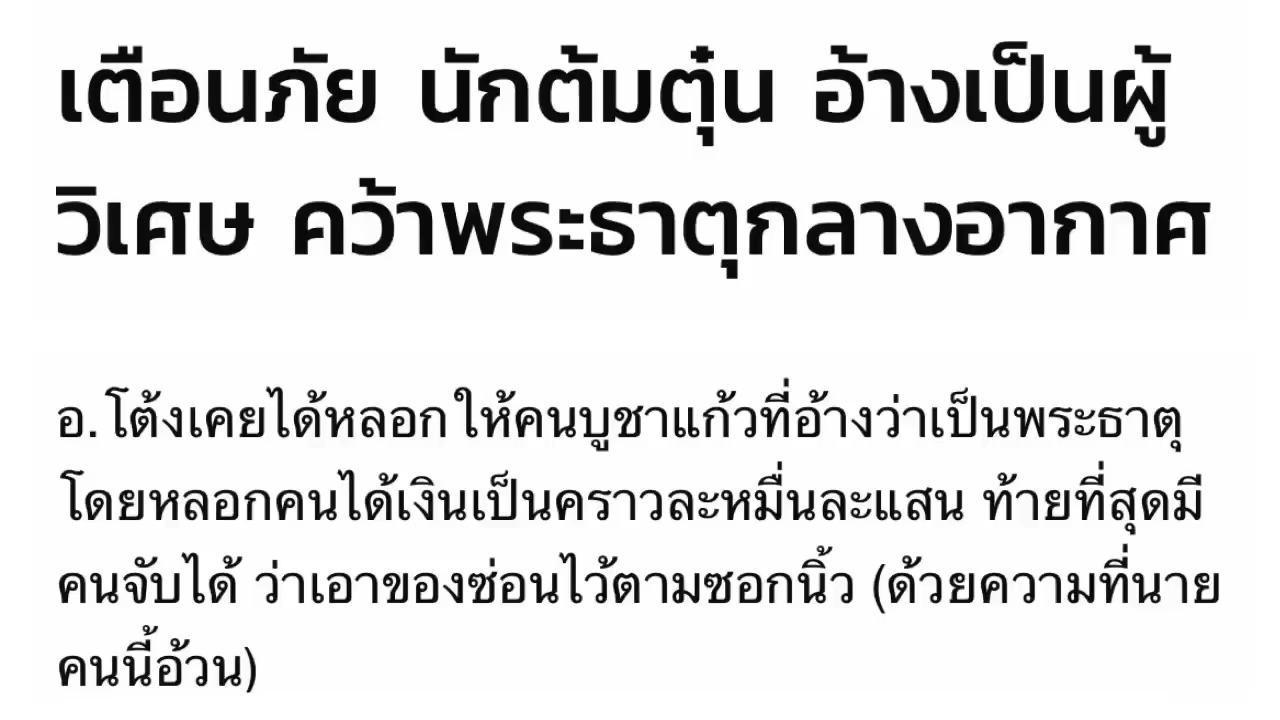 เตือนภัย นักต้มตุ๋น อ้างเป็นผู้
วิเศษ คว้าพระธาตุกลางอากาศ
อ.โต้งเคยได้หลอกให้คนบูชาแก้วที่อ้างว่าเป็นพระธาตุ
โดยหลอกคนได้เงินเป็นคราวละหมื่นละแสน ท้ายที่สุดมี
คนจับได้ ว่าเอาของซ่อนไว้ตามซอกนิ้ว (ด้วยความที่นาย
คนนี้อ้วน)